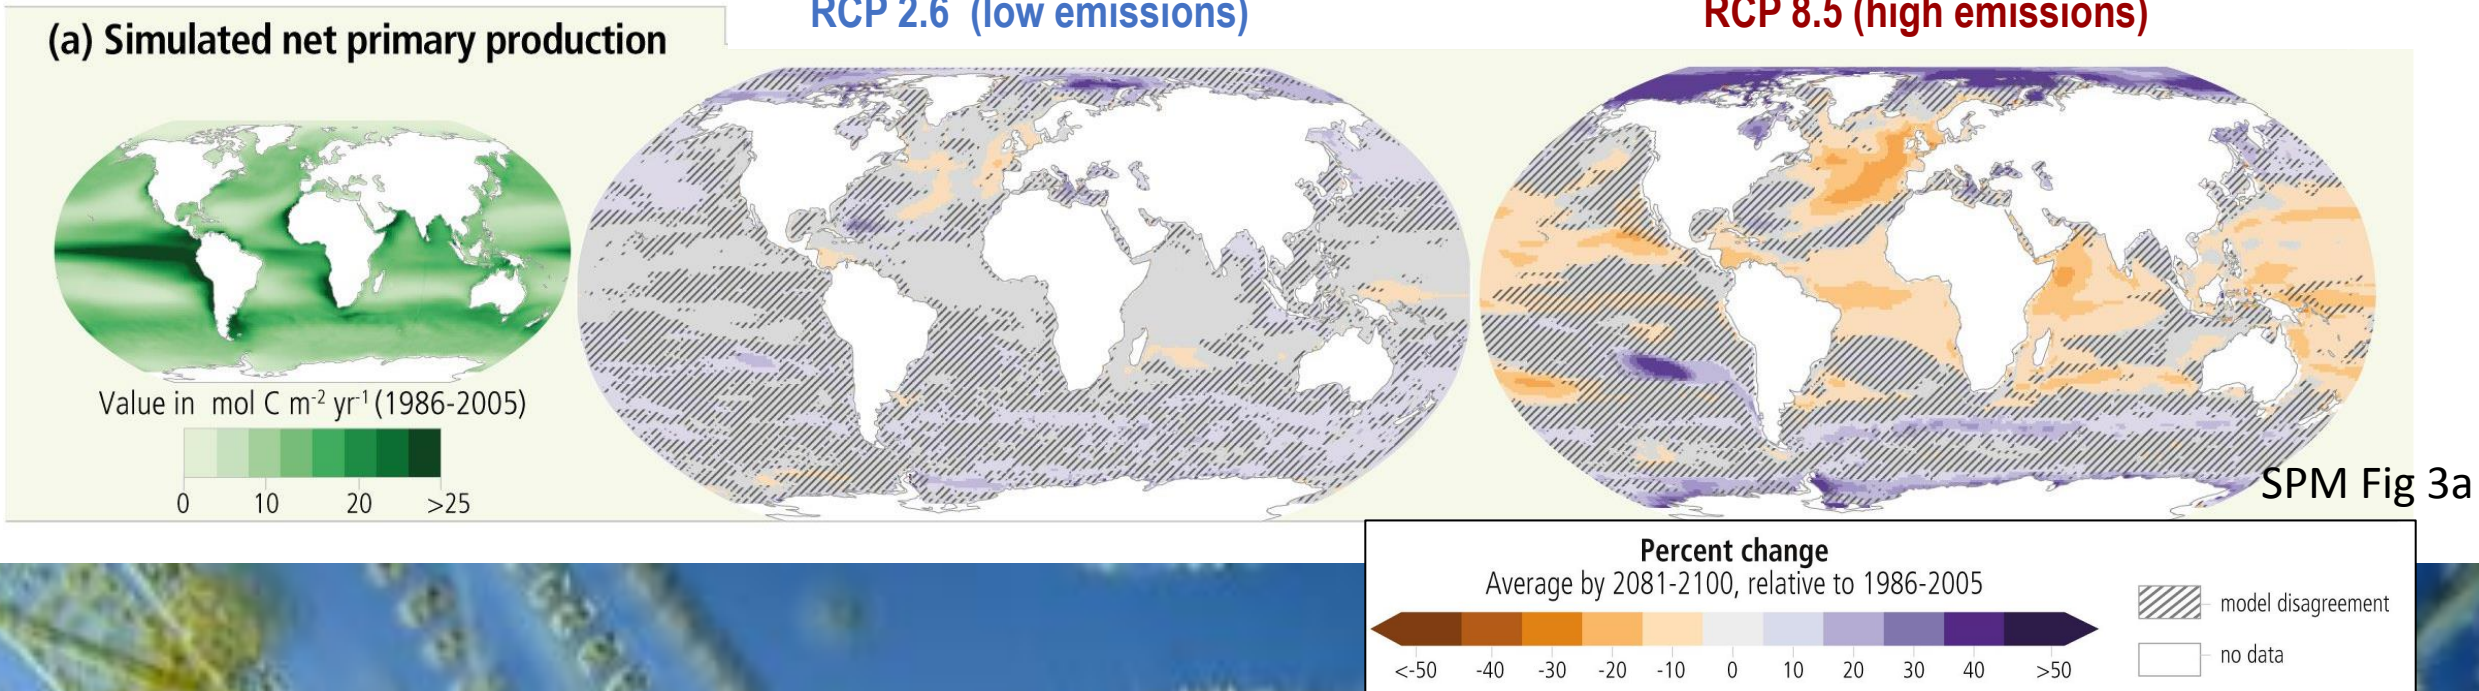 RCP 2.6 (low emissions)
RCP 8.5 (high emissions)
(a) Simulated net primary production
Value in mol C m⁻² yr⁻¹ (1986-2005)
0 10 20 >25
SPM Fig 3a
Percent change
Average by 2081-2100, relative to 1986-2005
<-50 -40 -30 -20 -10 0 10 20 30 40 >50
model disagreement
no data